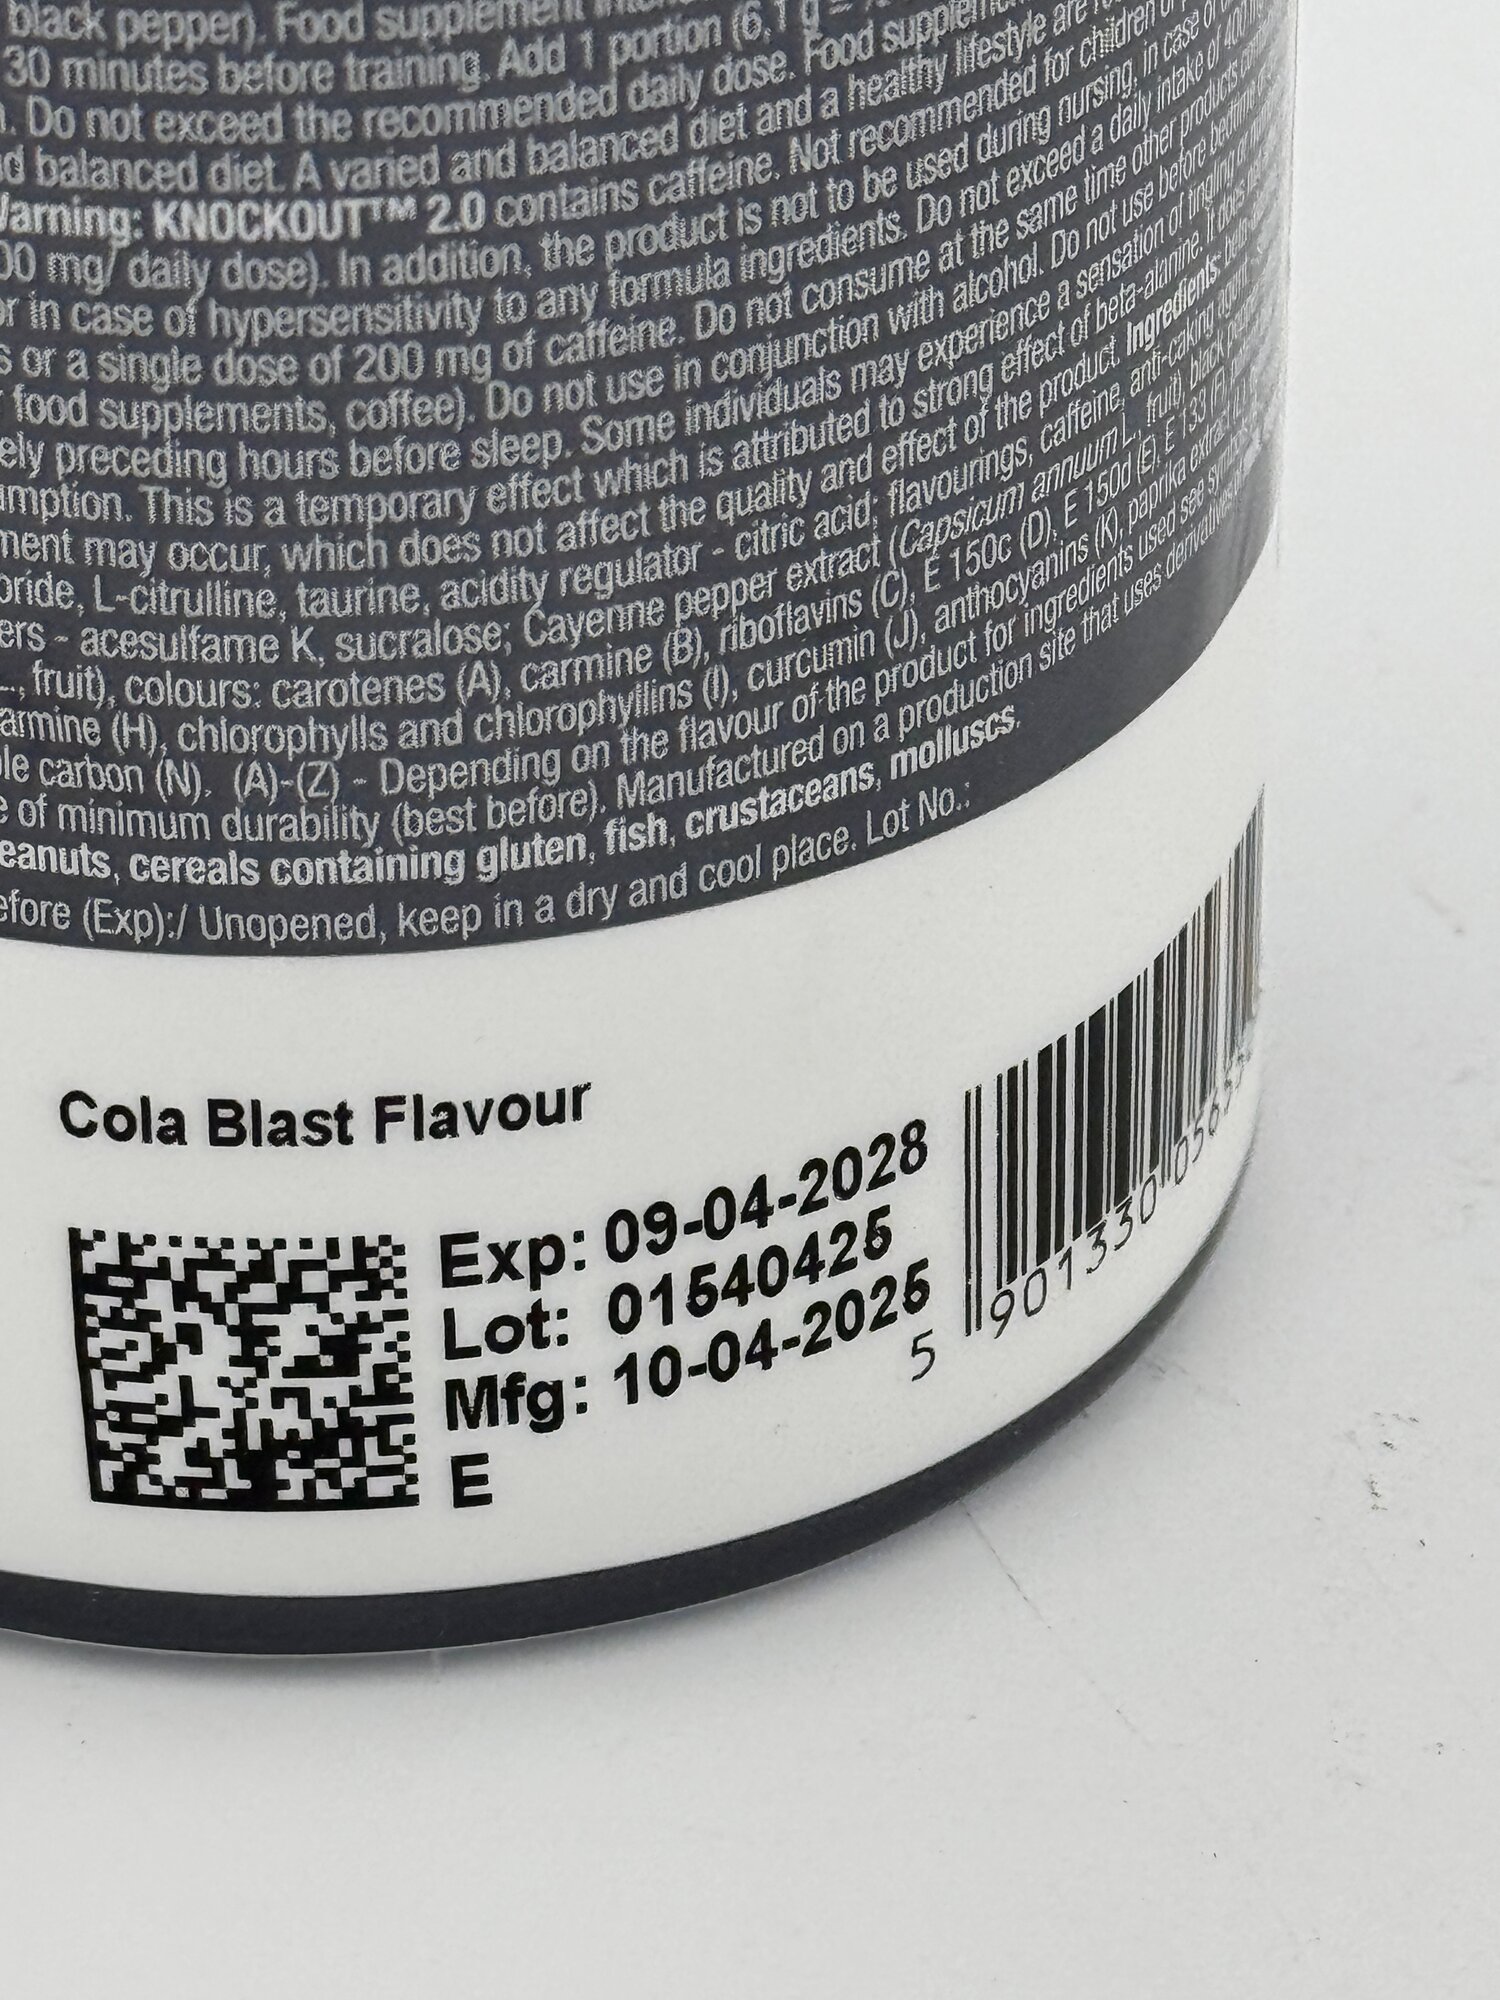 black pepper). Food supplement
30 minutes before training. Add 1 portion (6,1 g
Do not exceed the recommended daily dose. Food supplement
balanced diet. A varied and balanced diet and a healthy lifestyle are
Warning: KNOCKOUT™ 2.0 contains caffeine. Not recommended for children or
00 mg/ daily dose). In addition, the product is not to be used during nursing, in case of
or in case of hypersensitivity to any formula ingredients. Do not exceed a daily intake of 400
or a single dose of 200 mg of caffeine. Do not consume at the same time other products
food supplements, coffee). Do not use in conjunction with alcohol. Do not use before bedtime
ely preceding hours before sleep. Some individuals may experience a sensation of tingling or
mption. This is a temporary effect which is attributed to strong effect of beta-alanine. It does not
ment may occur, which does not affect the quality and effect of the product. Ingredients:
oride, L-citrulline, taurine, acidity regulator - citric acid; flavourings, caffeine, anti-caking agent
ers - acesulfame K, sucralose; Cayenne pepper extract (Capsicum annuum L., fruit), black
fruit), colours: carotenes (A), carmine (B), riboflavins (C), E 150c (D), E 150d (E), E 133 (F)
armine (H), chlorophylls and chlorophyllins (I), curcumin (J), anthocyanins (K), paprika extract (L)
le carbon (N). (A)-(Z) - Depending on the flavour of the product for ingredients used see symbols
of minimum durability (best before). Manufactured on a production site that uses derivatives of
eanuts, cereals containing gluten, fish, crustaceans, molluscs.
efore (Exp):/ Unopened, keep in a dry and cool place. Lot No.:
Cola Blast Flavour
Exp: 09-04-2028
Lot: 01540425
Mfg: 10-04-2025
E
5 901330 056